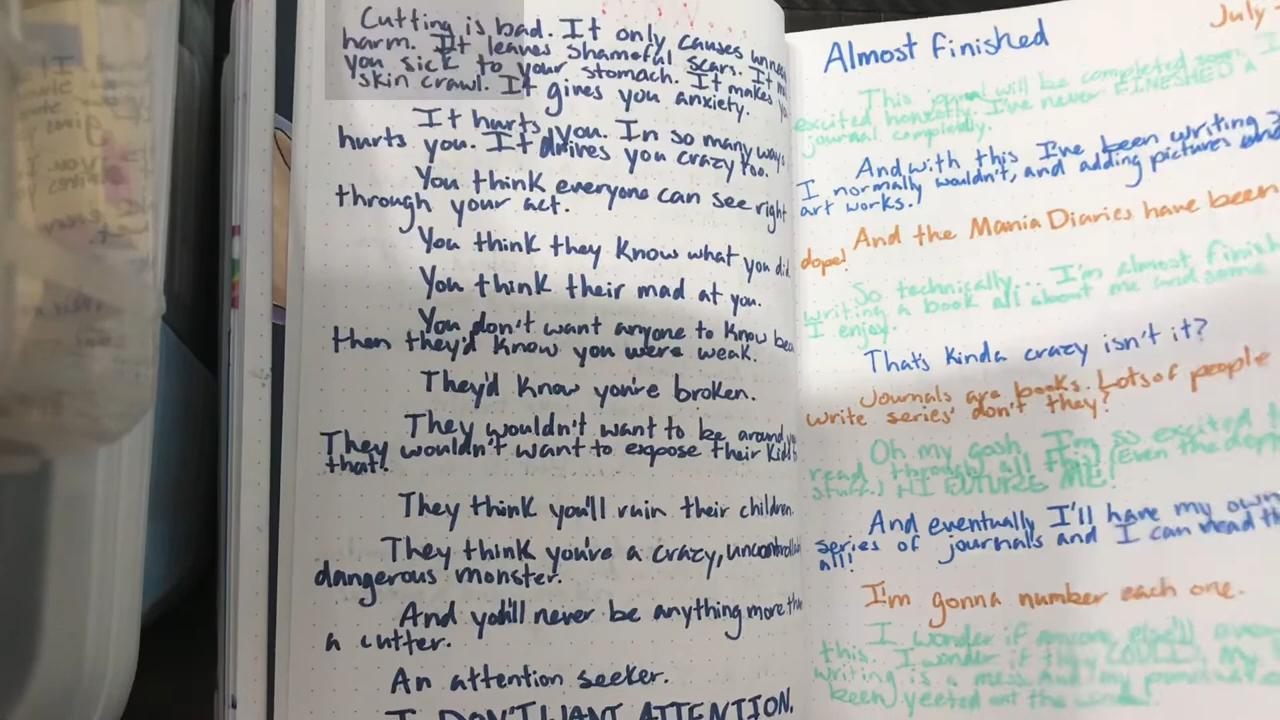 Cutting is bad. It only causes
harm. It leaves shameful scars. It
you sick to your stomach. It makes
skin crawl. It gives you anxiety.
It hurts you. In so many ways
hurts you. It drives you crazy too.
You think everyone can see right
through your act.
You think they know what you did.
You think their mad at you.
You don't want anyone to know
then they'd know you were weak.
They'd know you're broken.
They wouldn't want to be around
They wouldn't want to expose their kids
that!
They think you'll ruin their children.
They think you're a crazy,
dangerous monster.
And you'll never be anything more
a cutter.
An attention seeker.
I DON'T WANT ATTENTION.
July
Almost finished
This will be completed soon. I
excited honestly. I've never FINISHED a
journal completely.
And with this I've been writing
I normally wouldn't, and adding pictures and
art works!
And the Mania Diaries have been
dope!
So technically... I'm almost finish
writing a book all about me and some
I enjoy.
Thats kinda crazy isn't it?
Journals are books. Lots of people
write series' don't they?
Oh my gosh I'm so excited
read through all this (Even the
stuff.) HI FUTURE ME!
And eventually I'll have my own
series of journals and I can read
all!
I'm gonna number each one.
I wonder if anyone else'll
this. I wonder if they COULD. my
writing is a mess and my
been yeeted out the